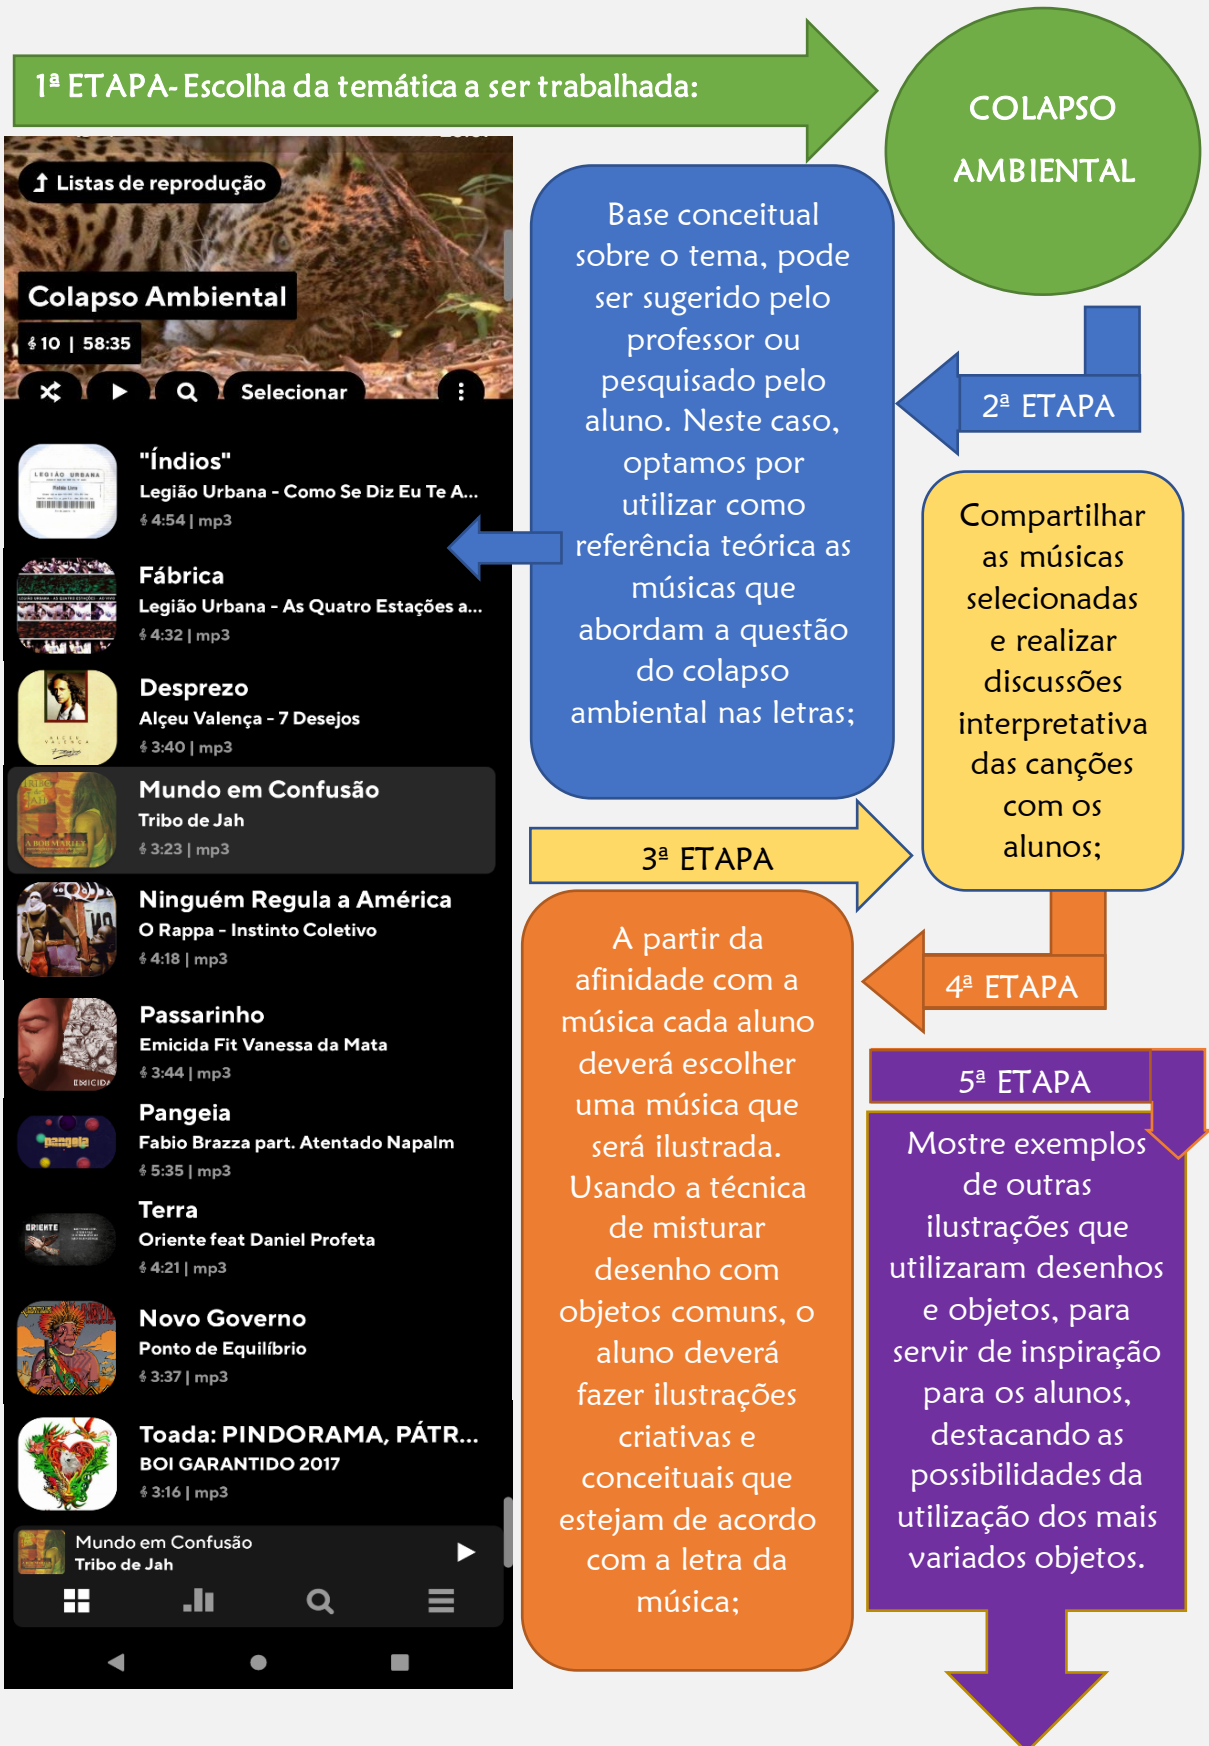 1ª ETAPA- Escolha da temática a ser trabalhada:
COLAPSO
AMBIENTAL
Listas de reprodução
Colapso Ambiental
10 | 58:35
Selecionar
"Índios"
Legião Urbana - Como Se Diz Eu Te A...
4:54 | mp3
Fábrica
Legião Urbana - As Quatro Estações a...
4:32 | mp3
Desprezo
Alçeu Valença - 7 Desejos
3:40 | mp3
Mundo em Confusão
Tribo de Jah
3:23 | mp3
Ninguém Regula a América
O Rappa - Instinto Coletivo
4:18 | mp3
Passarinho
Emicida Fit Vanessa da Mata
3:44 | mp3
Pangeia
Fabio Brazza part. Atentado Napalm
5:35 | mp3
Terra
Oriente feat Daniel Profeta
4:21 | mp3
Novo Governo
Ponto de Equilíbrio
3:37 | mp3
Toada: PINDORAMA, PÁTR...
BOI GARANTIDO 2017
3:16 | mp3
Mundo em Confusão
Tribo de Jah
LEGIÃO URBANA
EMICIDA
pangeia
ORIENTE
2ª ETAPA
Base conceitual
sobre o tema, pode
ser sugerido pelo
professor ou
pesquisado pelo
aluno. Neste caso,
optamos por
utilizar como
referência teórica as
músicas que
abordam a questão
do colapso
ambiental nas letras;
3ª ETAPA
Compartilhar
as músicas
selecionadas
e realizar
discussões
interpretativa
das canções
com os
alunos;
4ª ETAPA
A partir da
afinidade com a
música cada aluno
deverá escolher
uma música que
será ilustrada.
Usando a técnica
de misturar
desenho com
objetos comuns, o
aluno deverá
fazer ilustrações
criativas e
conceituais que
estejam de acordo
com a letra da
música;
5ª ETAPA
Mostre exemplos
de outras
ilustrações que
utilizaram desenhos
e objetos, para
servir de inspiração
para os alunos,
destacando as
possibilidades da
utilização dos mais
variados objetos.